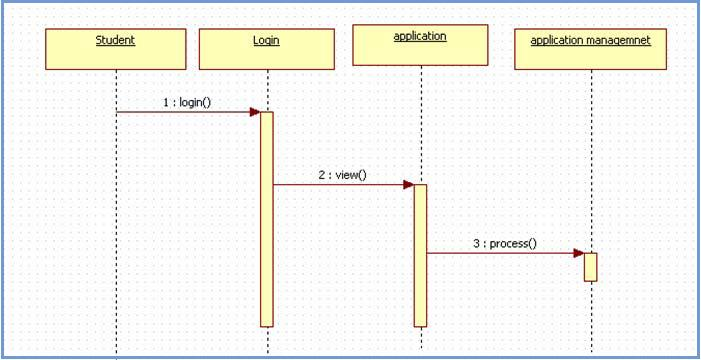 Student
Login
application
application managemnet
1 : login()
2 : view()
3 : process()